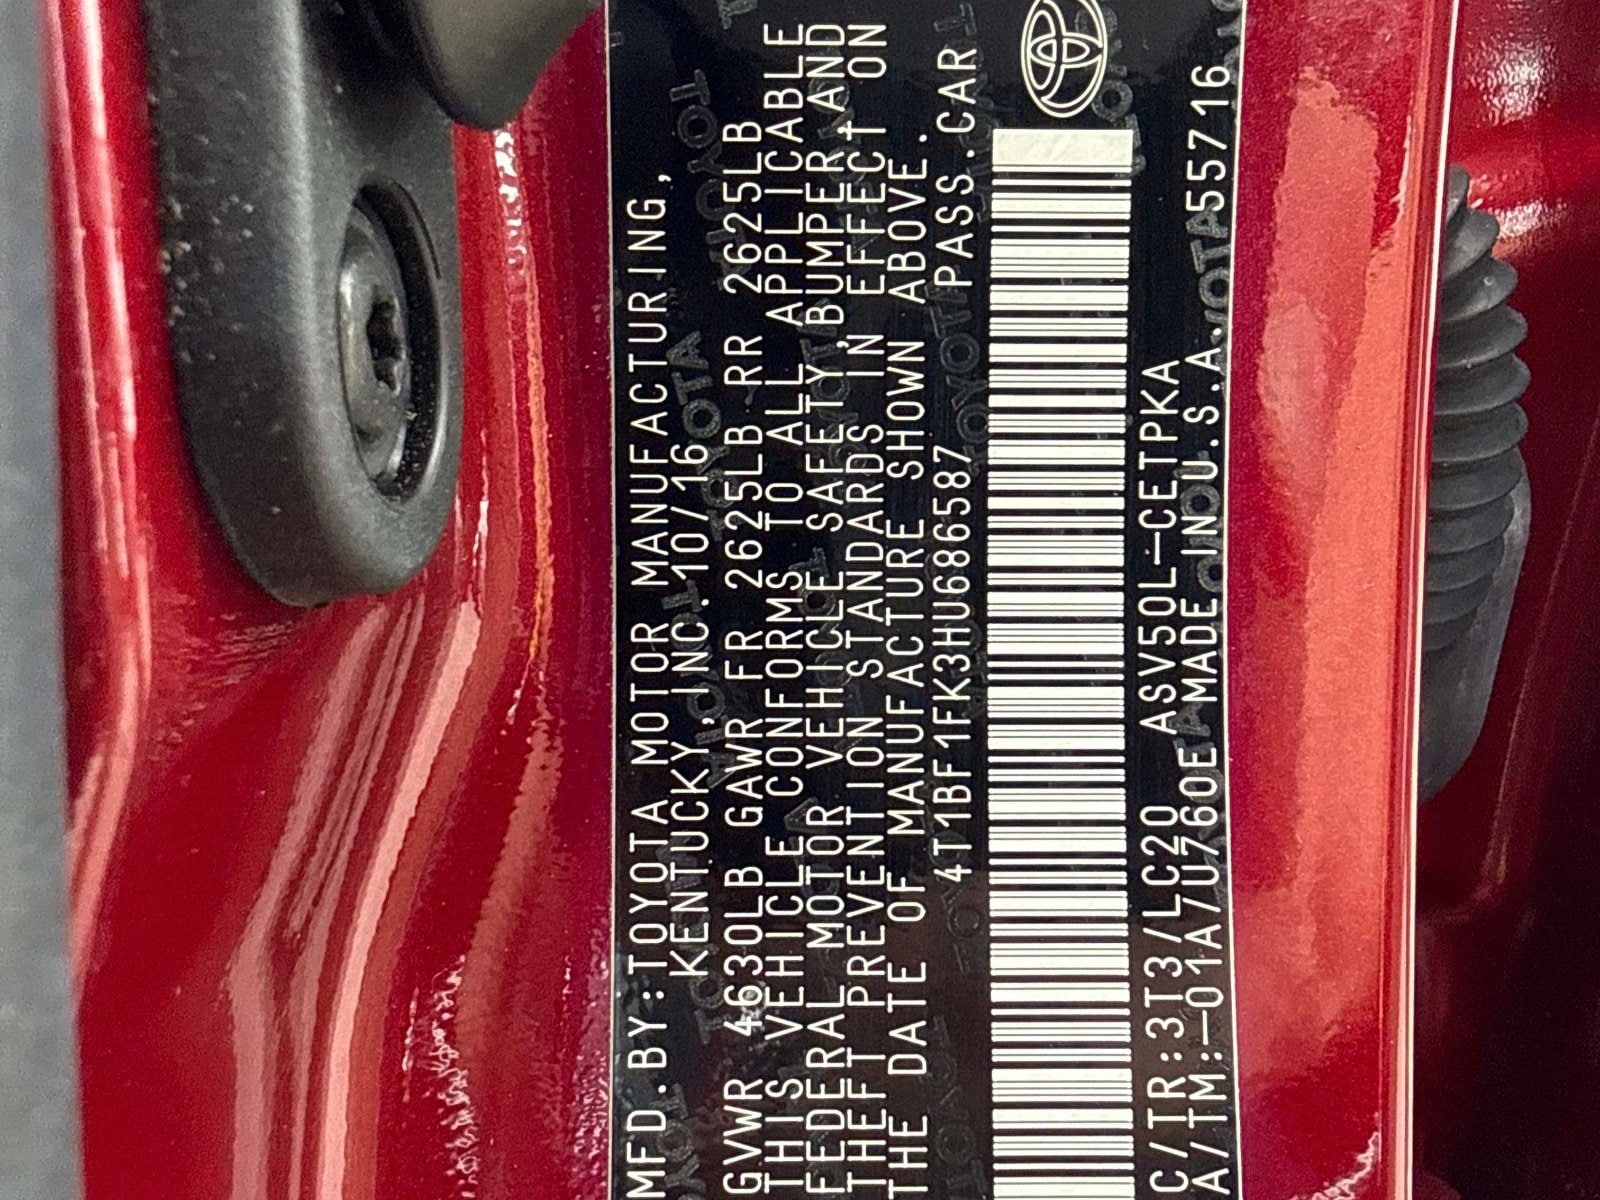 MFD.BY:TOYOTA MOTOR MANUFACTURING,
KENTUCKY,INC. 10/16
GVWR 4630LB GAWR FR 2625LB RR 2625LB
THIS VEHICLE CONFORMS TO ALL APPLICABLE
FEDERAL MOTOR VEHICLE SAFETY,BUMPER,AND
THEFT PREVENTION STANDARDS IN EFFECT ON
THE DATE OF MANUFACTURE SHOWN ABOVE.
4T1BF1FK3HU686587 PASS.CAR
C/TR:3T3/LC20 ASV50L-CETPKA
A/TM:-01A/U760E MADE IN U.S.A. 55716